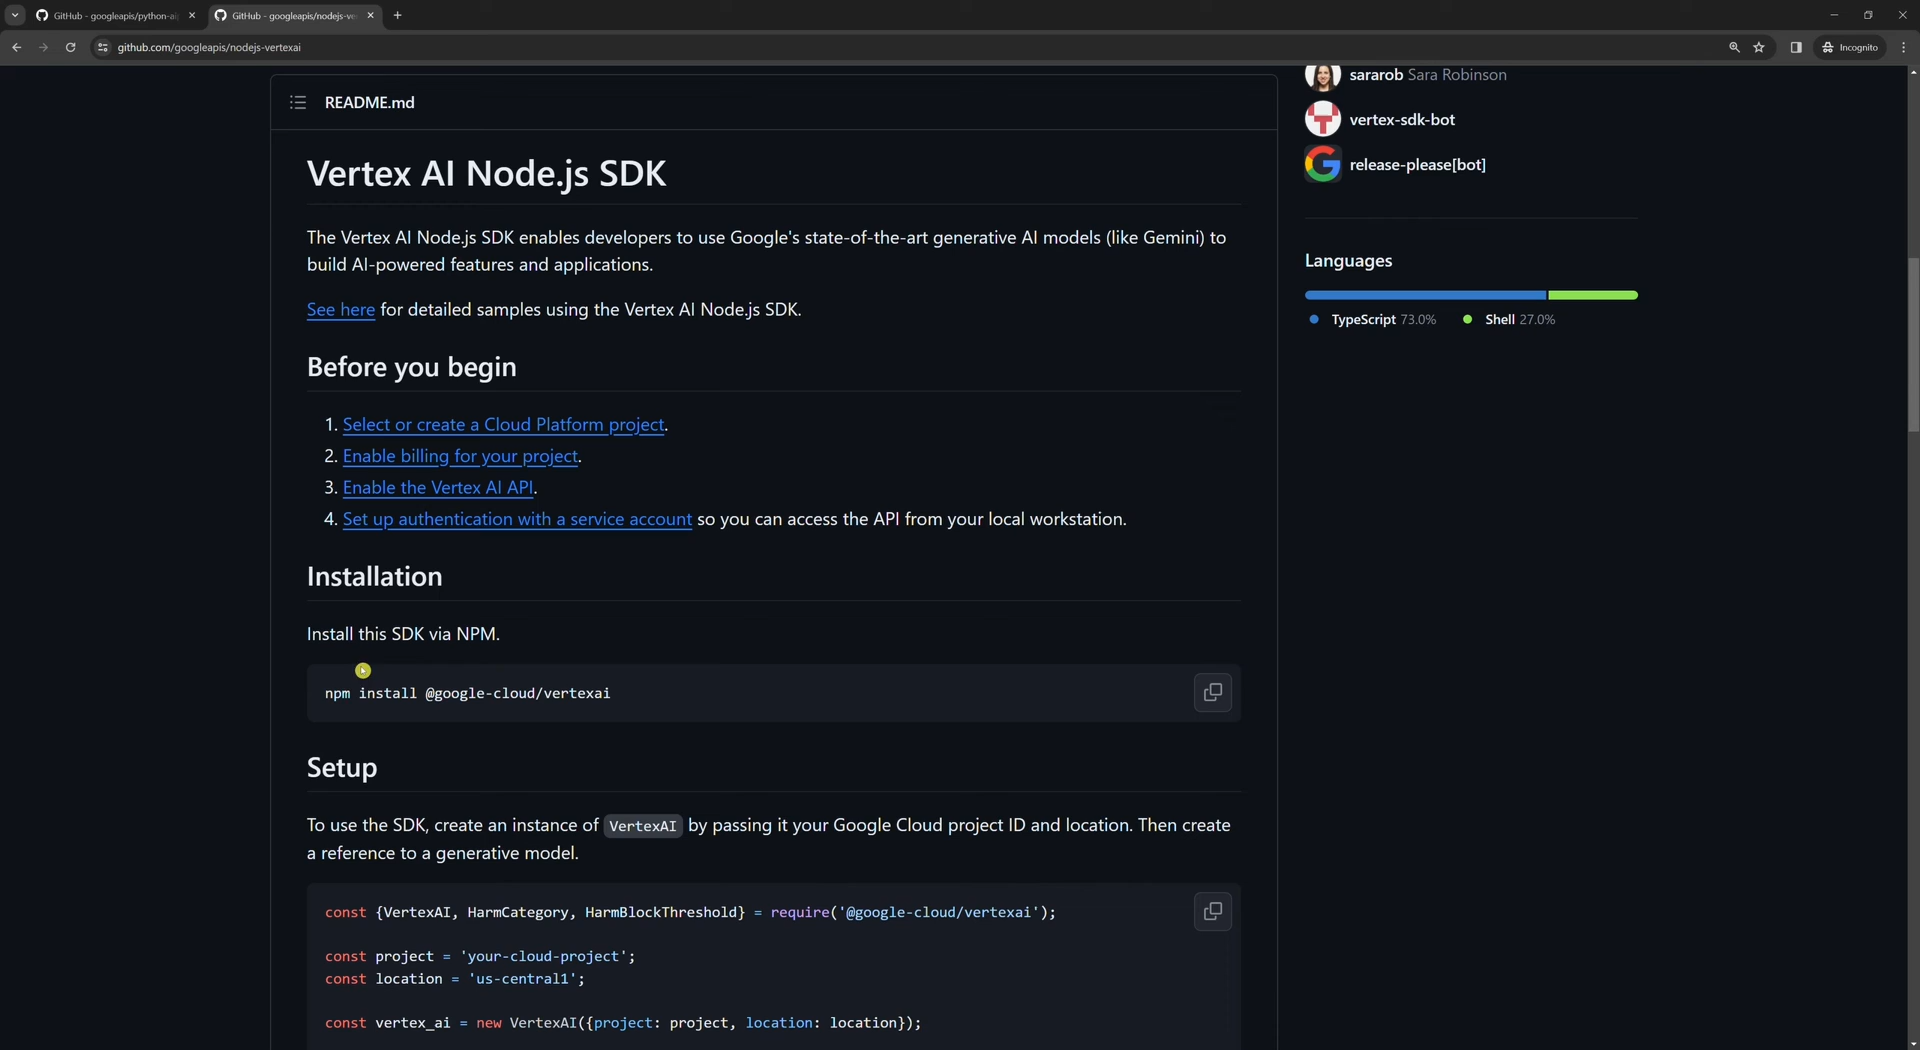 GitHub - googleapis/python-ai
GitHub - googleapis/nodejs-ve
github.com/googleapis/nodejs-vertexai
Incognito
README.md
Vertex AI Node.js SDK
The Vertex AI Node.js SDK enables developers to use Google's state-of-the-art generative AI models (like Gemini) to
build AI-powered features and applications.
See here for detailed samples using the Vertex AI Node.js SDK.
Before you begin
1. Select or create a Cloud Platform project.
2. Enable billing for your project.
3. Enable the Vertex AI API.
4. Set up authentication with a service account so you can access the API from your local workstation.
Installation
Install this SDK via NPM.
npm install @google-cloud/vertexai
Setup
To use the SDK, create an instance of VertexAI by passing it your Google Cloud project ID and location. Then create
a reference to a generative model.
const {VertexAI, HarmCategory, HarmBlockThreshold} = require('@google-cloud/vertexai');
const project = 'your-cloud-project';
const location = 'us-central1';
const vertex_ai = new VertexAI({project: project, location: location});
sararob Sara Robinson
vertex-sdk-bot
release-please[bot]
Languages
TypeScript 73.0%
Shell 27.0%